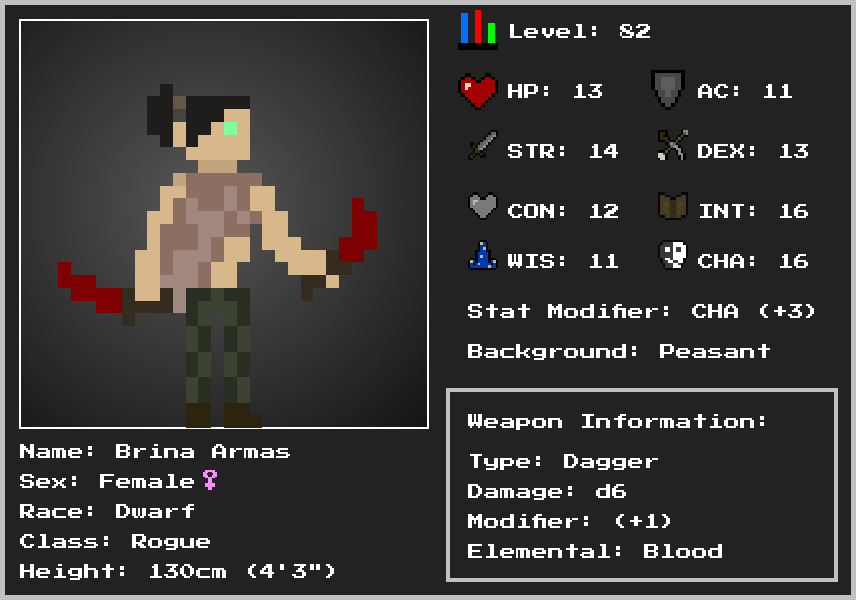 Level: 82
HP: 13
AC: 11
STR: 14
DEX: 13
CON: 12
INT: 16
WIS: 11
CHA: 16
Stat Modifier: CHA (+3)
Background: Peasant
Weapon Information:
Type: Dagger
Damage: d6
Modifier: (+1)
Elemental: Blood
Name: Brina Armas
Sex: Female♀
Race: Dwarf
Class: Rogue
Height: 130cm (4'3")